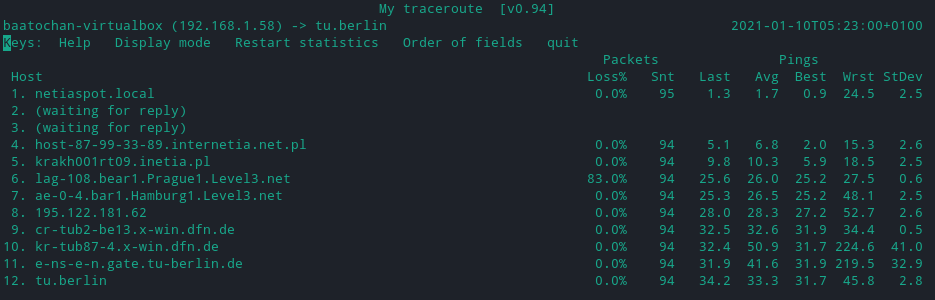 My traceroute  [v0.94]
baatochan-virtualbox (192.168.1.58) -> tu.berlin 2021-01-10T05:23:00+0100
Keys:  Help   Display mode   Restart statistics   Order of fields   quit
Packets Pings
Host Loss% Snt Last Avg Best Wrst StDev
1. netiaspot.local 0.0% 95 1.3 1.7 0.9 24.5 2.5
2. (waiting for reply)
3. (waiting for reply)
4. host-87-99-33-89.internetia.net.pl 0.0% 94 5.1 6.8 2.0 15.3 2.6
5. krakh001rt09.inetia.pl 0.0% 94 9.8 10.3 5.9 18.5 2.5
6. lag-108.bear1.Prague1.Level3.net 83.0% 94 25.6 26.0 25.2 27.5 0.6
7. ae-0-4.bar1.Hamburg1.Level3.net 0.0% 94 25.3 26.5 25.2 48.1 2.5
8. 195.122.181.62 0.0% 94 28.0 28.3 27.2 52.7 2.6
9. cr-tub2-be13.x-win.dfn.de 0.0% 94 32.5 32.6 31.9 34.4 0.5
10. kr-tub87-4.x-win.dfn.de 0.0% 94 32.4 50.9 31.7 224.6 41.0
11. e-ns-e-n.gate.tu-berlin.de 0.0% 94 31.9 41.6 31.9 219.5 32.9
12. tu.berlin 0.0% 94 34.2 33.3 31.7 45.8 2.8